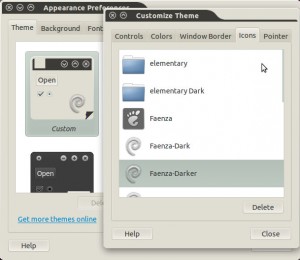 Appearance Preferences
Theme Background Font
Open
Custom
Open
Get more themes online
Help
Customize Theme
Controls Colors Window Border Icons Pointer
elementary
elementary Dark
Faenza
Faenza-Dark
Faenza-Darker
Delete
Help Close